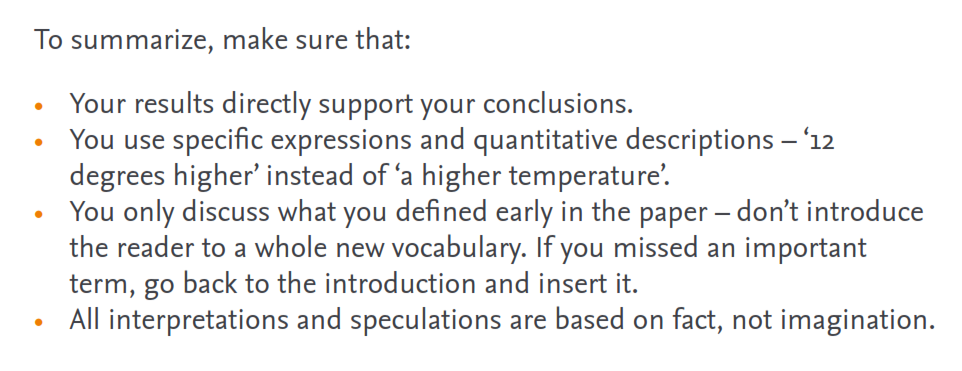 To summarize, make sure that:
• Your results directly support your conclusions.
• You use specific expressions and quantitative descriptions – ‘12
degrees higher’ instead of ‘a higher temperature’.
• You only discuss what you defined early in the paper – don’t introduce
the reader to a whole new vocabulary. If you missed an important
term, go back to the introduction and insert it.
• All interpretations and speculations are based on fact, not imagination.